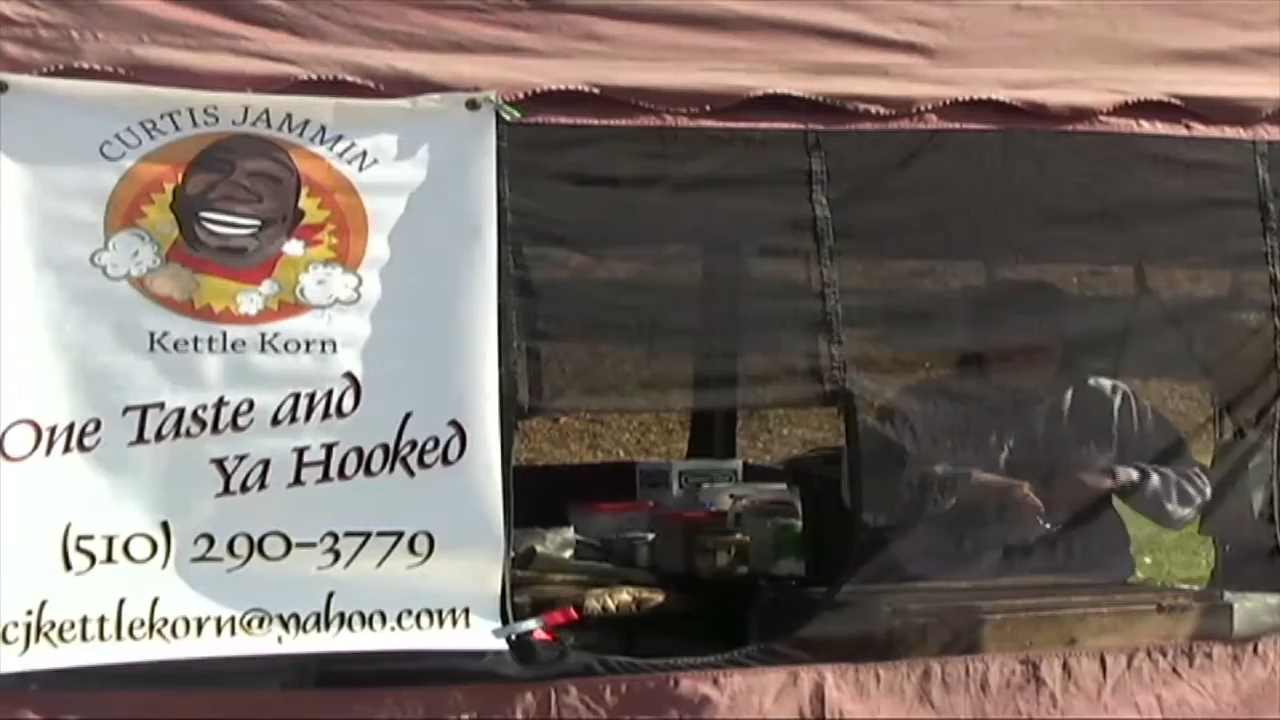 CURTIS JAMMIN
Kettle Korn
One Taste and
Ya Hooked
(510) 290-3779
cjkettlekorn@yahoo.com